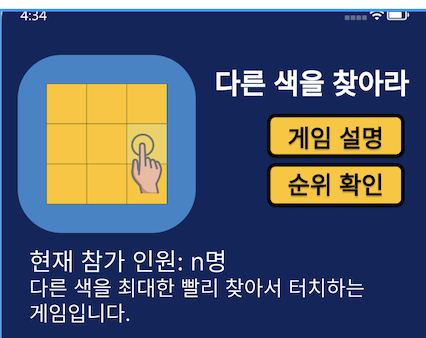 4:34
다른 색을 찾아라
게임 설명
순위 확인
현재 참가 인원: n명
다른 색을 최대한 빨리 찾아서 터치하는
게임입니다.